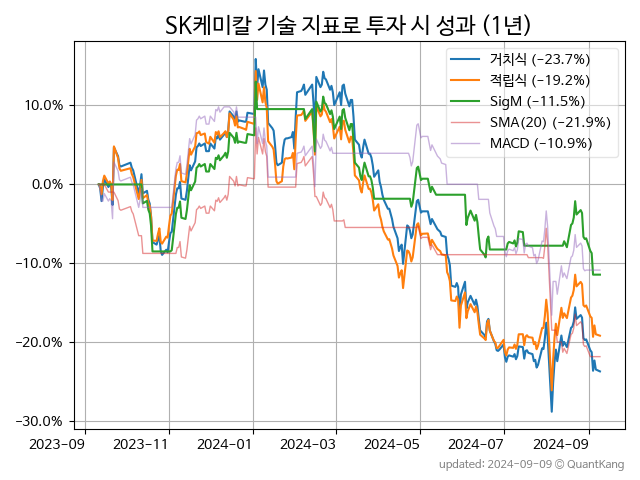 SK케미칼 기술 지표로 투자 시 성과 (1년)
거치식 (−23.7%)
적립식 (−19.2%)
SigM (−11.5%)
SMA(20) (−21.9%)
MACD (−10.9%)
10.0%
0.0%
−10.0%
−20.0%
−30.0%
2023-09
2023-11
2024-01
2024-03
2024-05
2024-07
2024-09
updated: 2024-09-09 © QuantKang